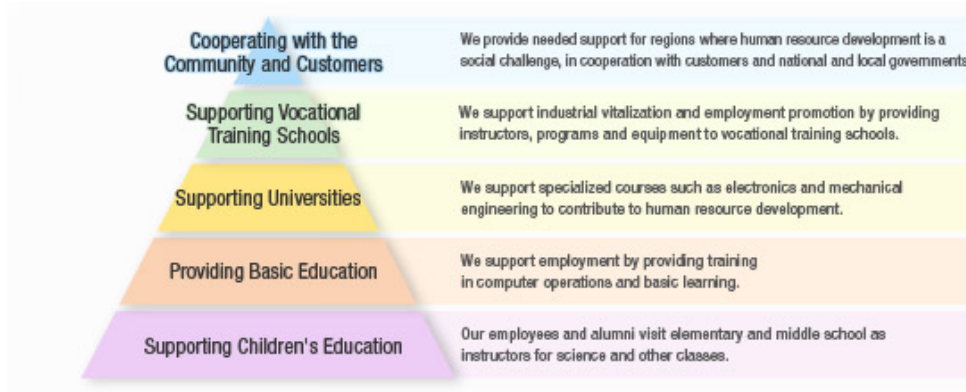 Cooperating with the
Community and Customers
We provide needed support for regions where human resource development is a
social challenge, in cooperation with customers and national and local governments
Supporting Vocational
Training Schools
We support industrial vitalization and employment promotion by providing
instructors, programs and equipment to vocational training schools.
Supporting Universities
We support specialized courses such as electronics and mechanical
engineering to contribute to human resource development.
Providing Basic Education
We support employment by providing training
in computer operations and basic learning.
Supporting Children's Education
Our employees and alumni visit elementary and middle school as
instructors for science and other classes.